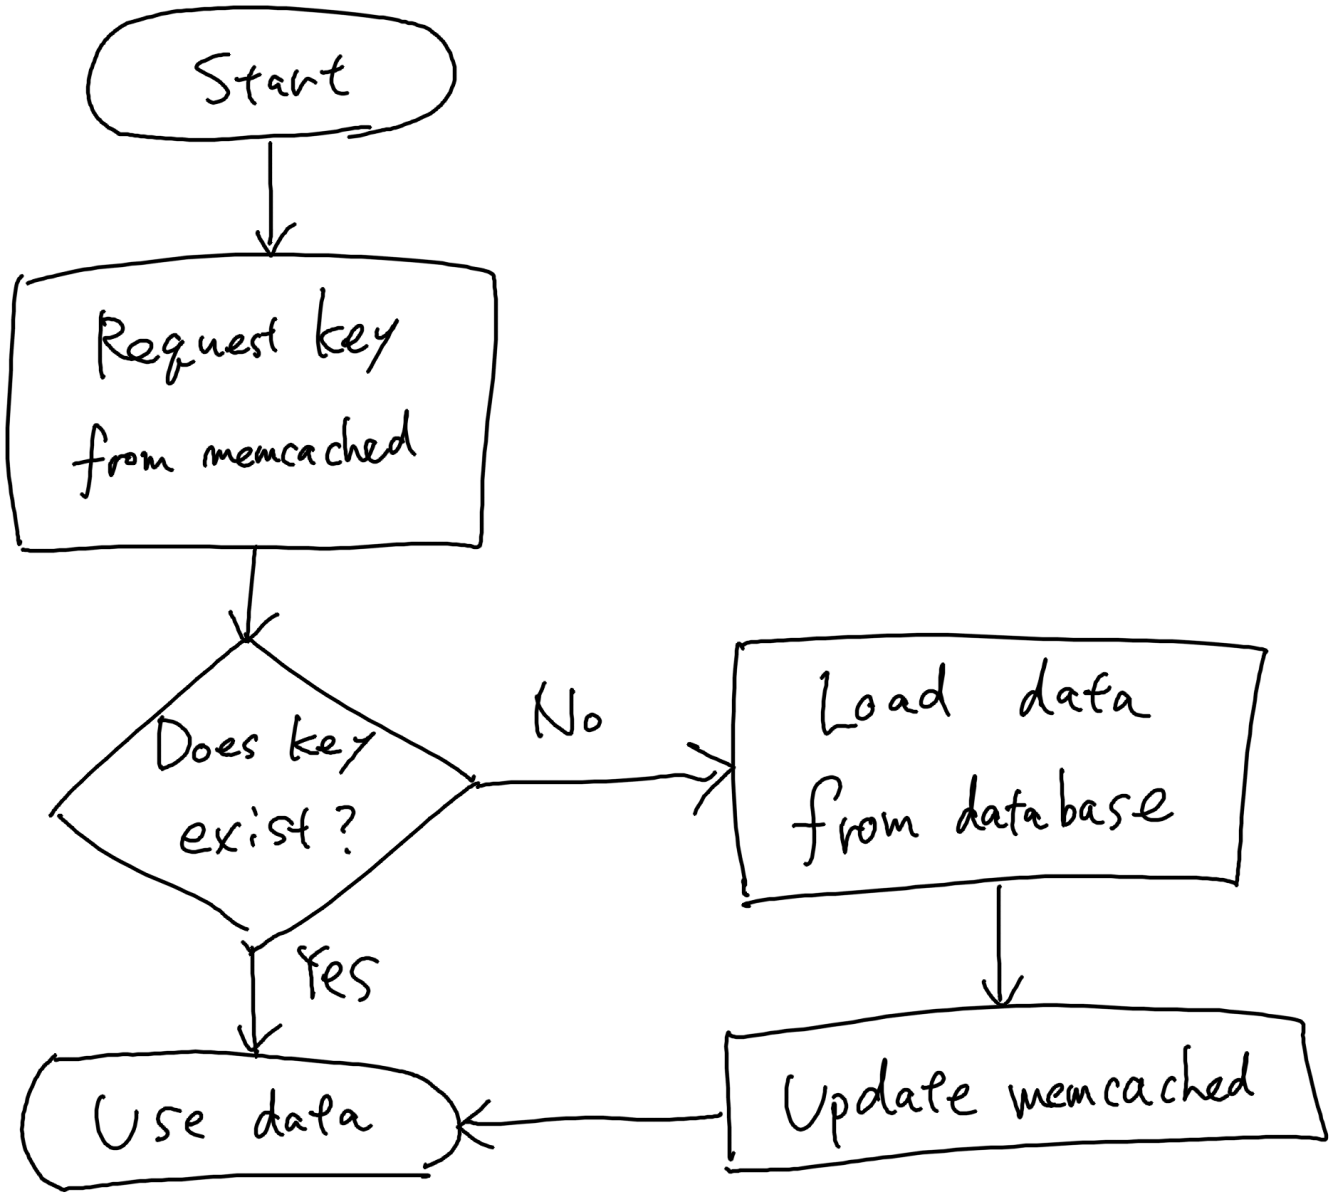 Start
Request key
from memcached
Does key
exist?
No
Load data
from database
Yes
Use data
Update memcached